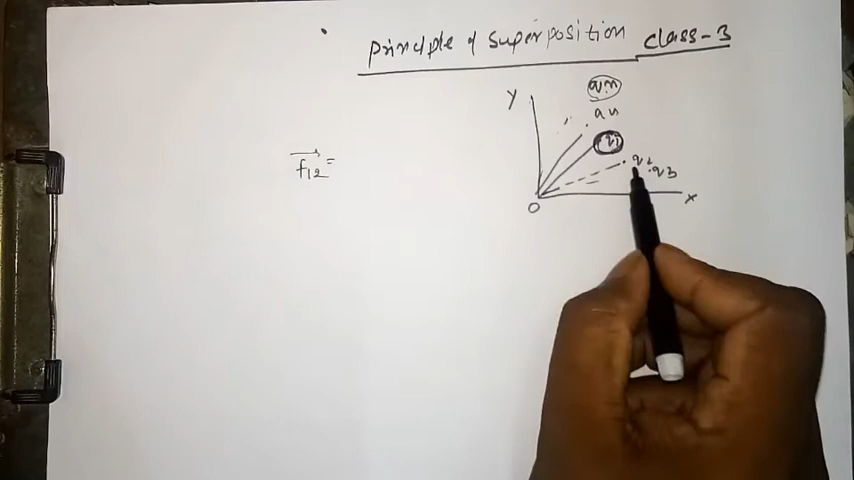 Principle of superposition class-3
Y
qn
qn
q1
q2
q3
f12 =
O
X